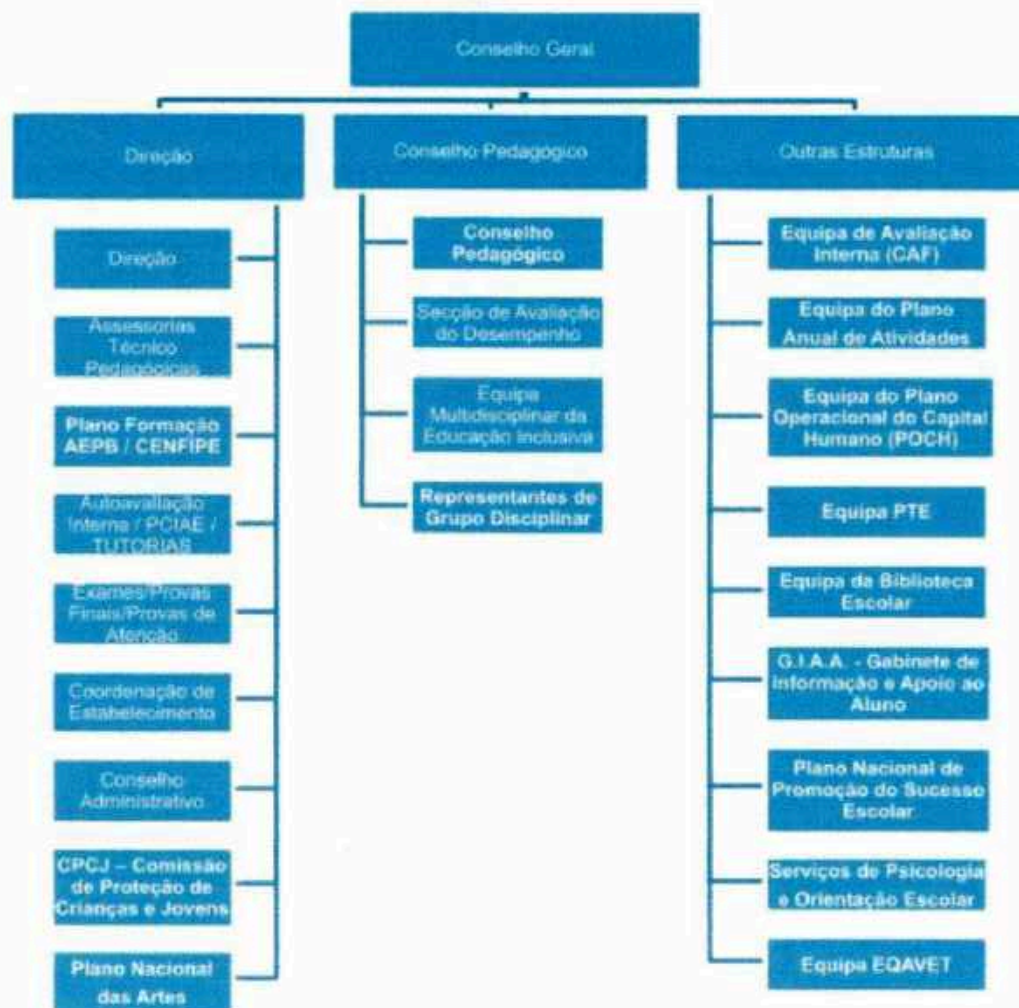 Conselho Geral
Direção
Conselho Pedagógico
Outras Estruturas
Direção
Assessorias
Técnico
Pedagógicas
Plano Formação
AEPB / CENFIPE
Autoavaliação
Interna / PCIAE /
TUTORIAS
Exames/Provas
Finais/Provas de
Aferição
Coordenação de
Estabelecimento
Conselho
Administrativo
CPCJ – Comissão
de Proteção de
Crianças e Jovens
Plano Nacional
das Artes
Conselho
Pedagógico
Secção de Avaliação
do Desempenho
Equipa
Multidisciplinar da
Educação Inclusiva
Representantes de
Grupo Disciplinar
Equipa de Avaliação
Interna (CAF)
Equipa do Plano
Anual de Atividades
Equipa do Plano
Operacional do Capital
Humano (POCH)
Equipa PTE
Equipa da Biblioteca
Escolar
G.I.A.A. - Gabinete de
Informação e Apoio ao
Aluno
Plano Nacional de
Promoção do Sucesso
Escolar
Serviços de Psicologia
e Orientação Escolar
Equipa EQAVET